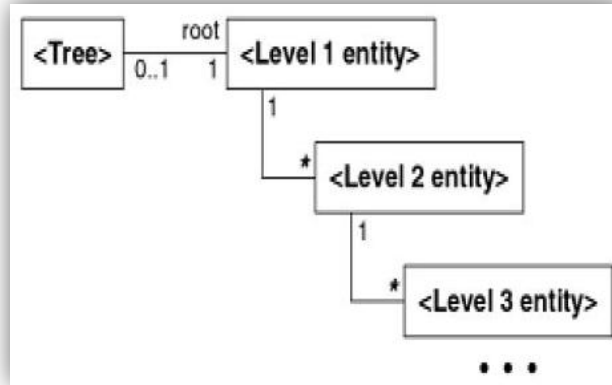 root
<Tree> <Level 1 entity>
0..1 1
1
*
<Level 2 entity>
1
*
<Level 3 entity>
• • •